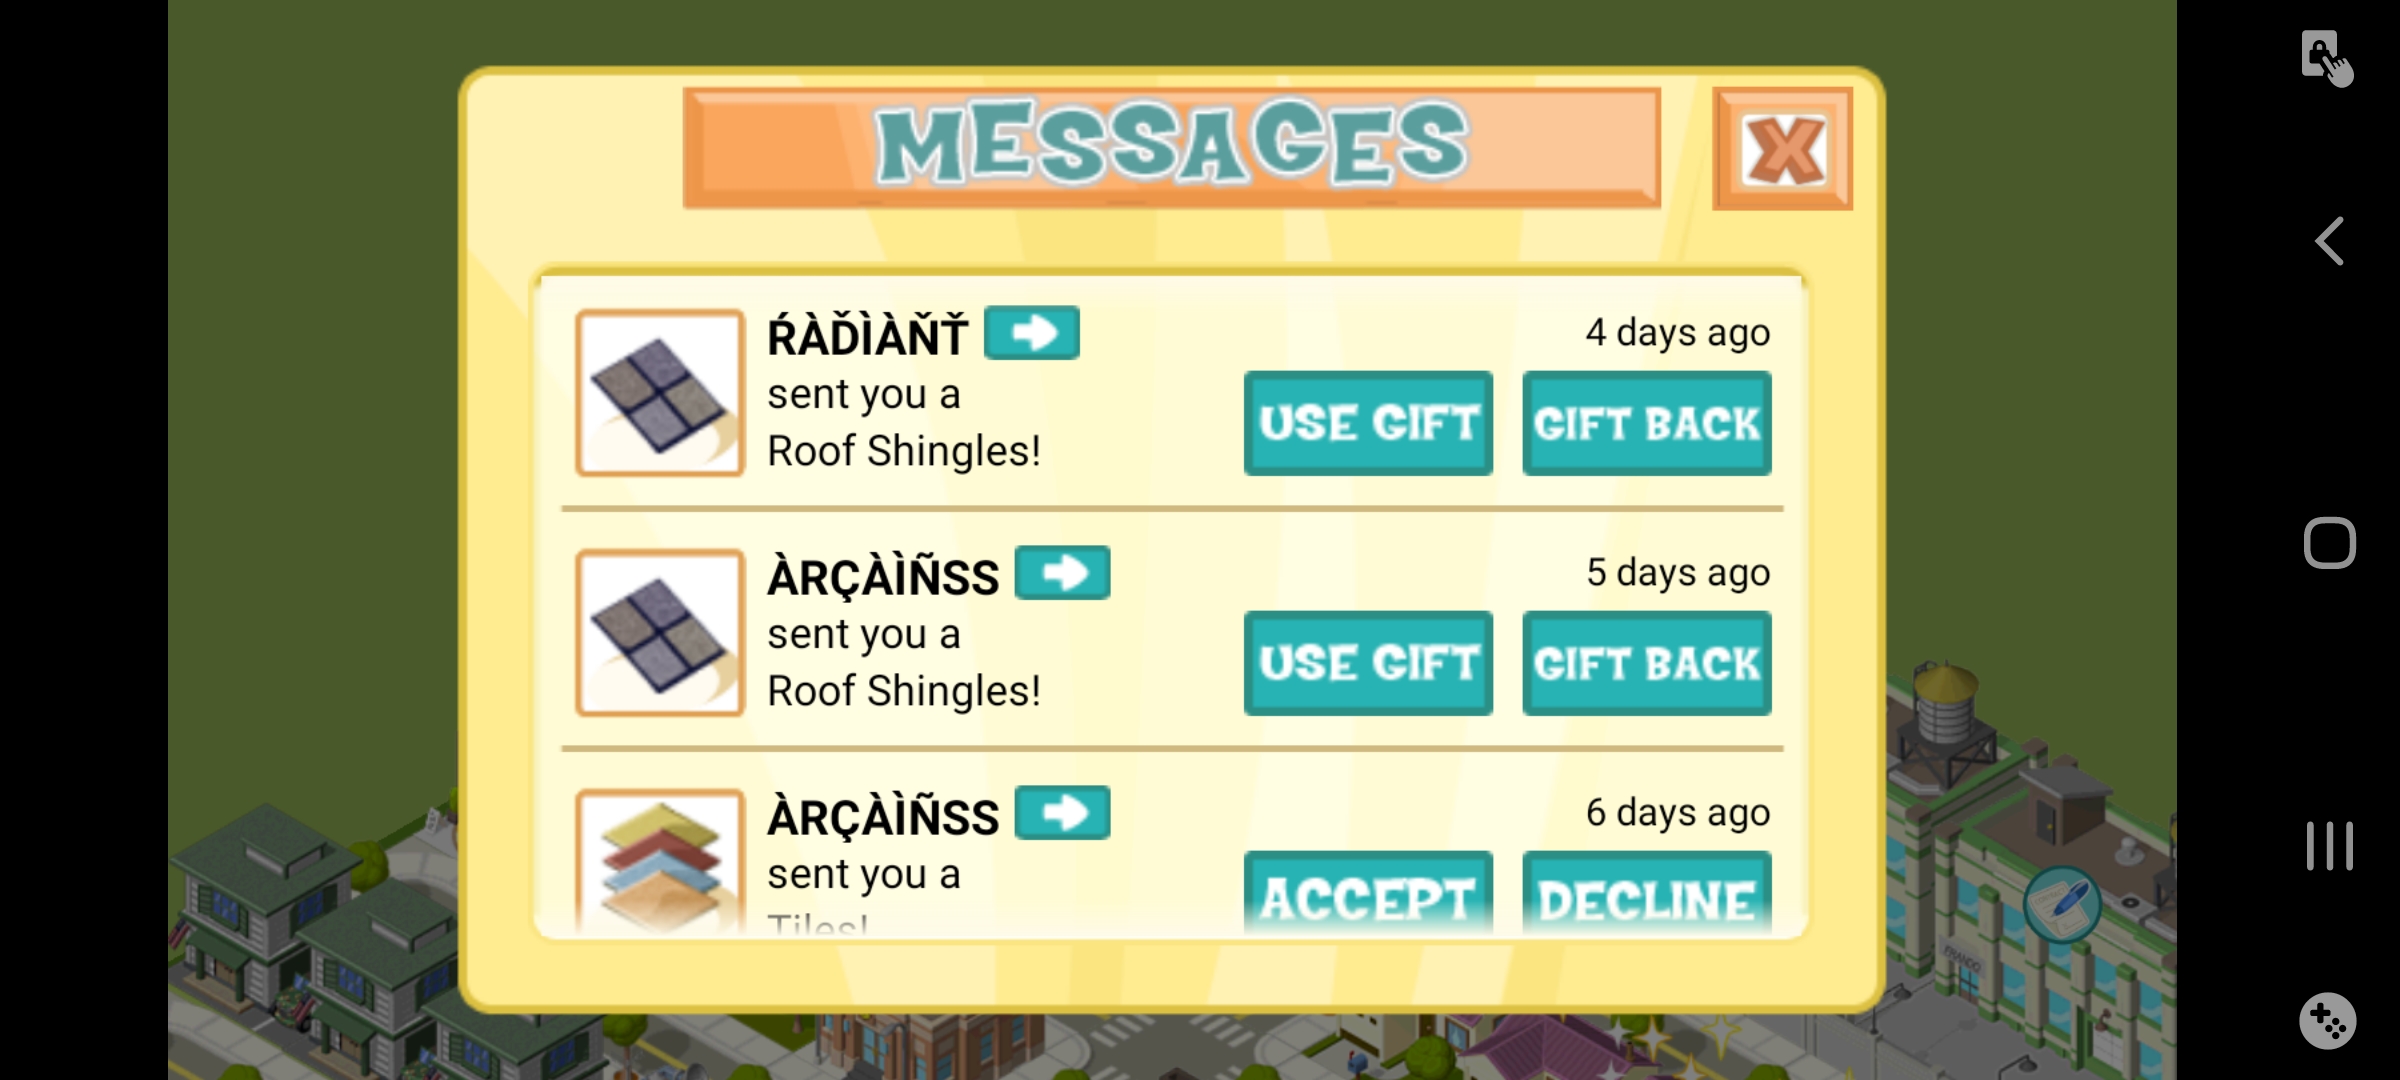 MESSAGES
X
ŔÀĎÌÀŇŤ
4 days ago
sent you a
Roof Shingles!
USE GIFT
GIFT BACK
ÀRÇÀÌÑSS
5 days ago
sent you a
Roof Shingles!
USE GIFT
GIFT BACK
ÀRÇÀÌÑSS
6 days ago
sent you a
Tiles!
ACCEPT
DECLINE